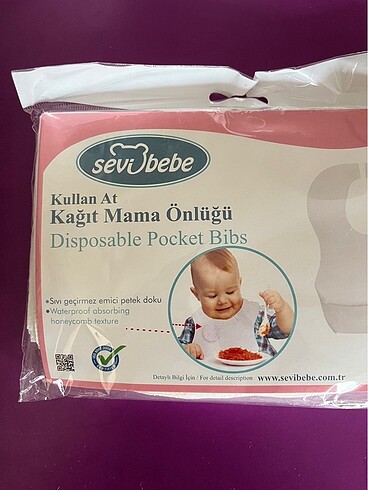 sevi bebe
Kullan At
Kağıt Mama Önlüğü
Disposable Pocket Bibs
•Sıvı geçirmez emici petek doku
•Waterproof absorbing
honeycomb texture
Detaylı Bilgi İçin / For detail description www.sevibebe.com.tr